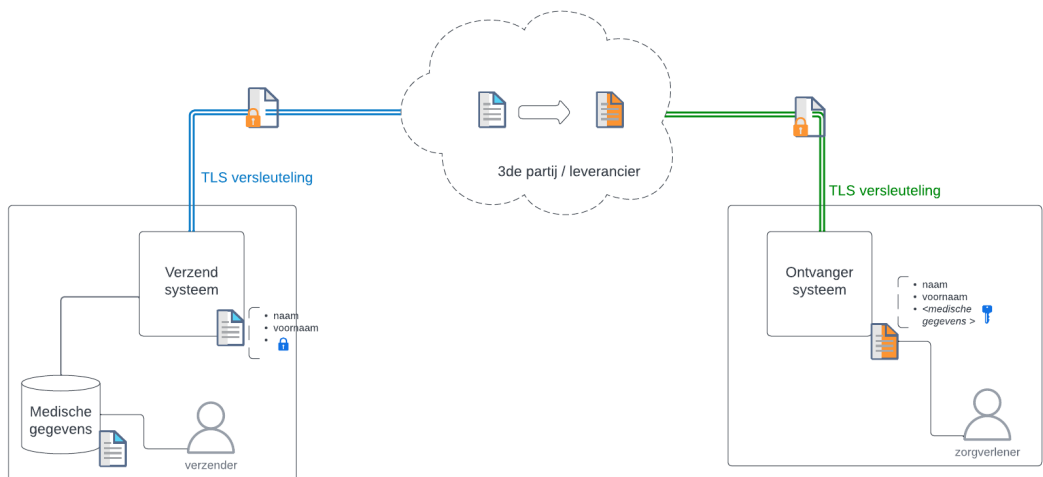 3de partij / leverancier
TLS versleuteling
TLS versleuteling
Verzend
systeem
naam
voornaam
Medische
gegevens
verzender
Ontvanger
systeem
naam
voornaam
<medische
gegevens >
zorgverlener